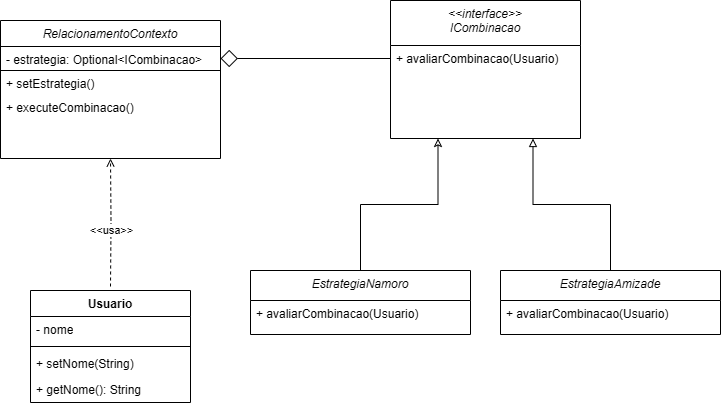 RelacionamentoContexto
- estrategia: Optional<ICombinacao>
+ setEstrategia()
+ executeCombinacao()
<<interface>>
ICombinacao
+ avaliarCombinacao(Usuario)
<<usa>>
Usuario
- nome
+ setNome(String)
+ getNome(): String
EstrategiaNamoro
+ avaliarCombinacao(Usuario)
EstrategiaAmizade
+ avaliarCombinacao(Usuario)